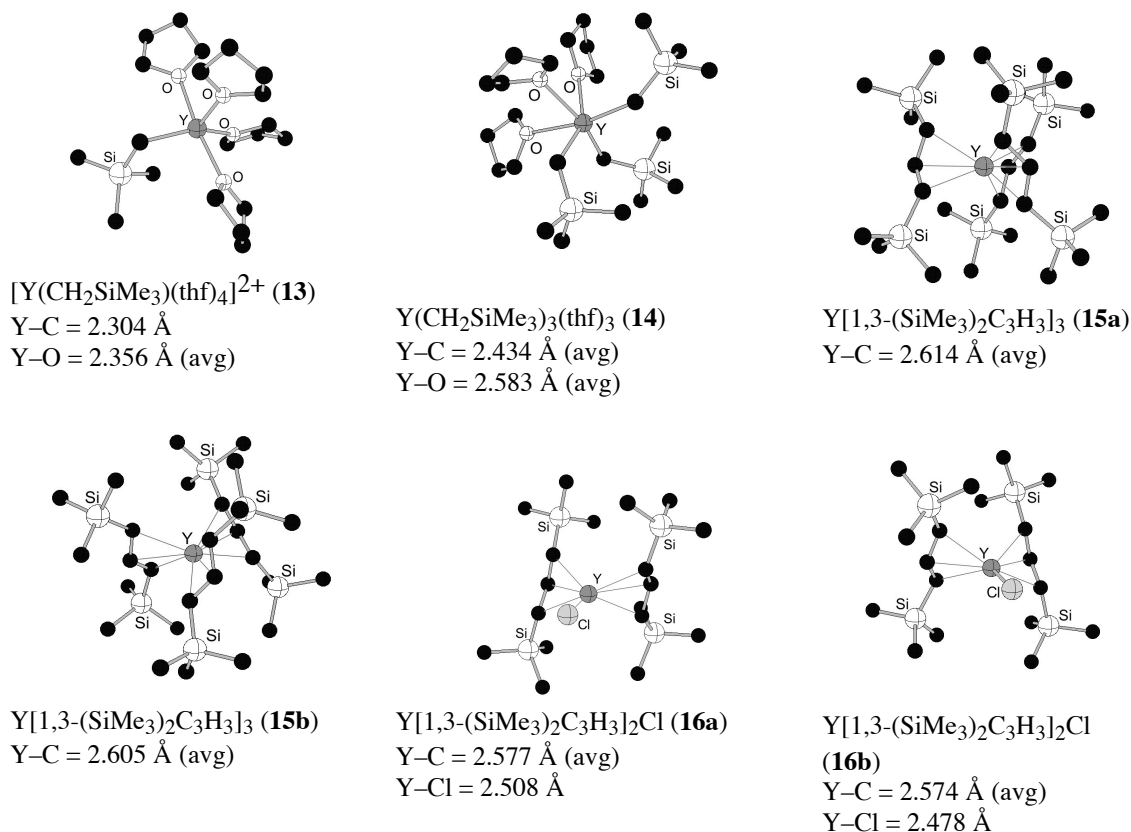 O
O
Y
O
Si
O
[Y(CH₂SiMe₃)(thf)₄]²⁺ (13)
Y–C = 2.304 Å
Y–O = 2.356 Å (avg)
Si
O
O
Y
O
Si
Si
Y(CH₂SiMe₃)₃(thf)₃ (14)
Y–C = 2.434 Å (avg)
Y–O = 2.583 Å (avg)
Si
Si
Si
Y
Si
Si
Si
Y[1,3-(SiMe₃)₂C₃H₃]₃ (15a)
Y–C = 2.614 Å (avg)
Si
Si
Si
Y
Si
Si
Si
Y[1,3-(SiMe₃)₂C₃H₃]₃ (15b)
Y–C = 2.605 Å (avg)
Si
Si
Y
Cl
Si
Si
Y[1,3-(SiMe₃)₂C₃H₃]₂Cl (16a)
Y–C = 2.577 Å (avg)
Y–Cl = 2.508 Å
Si
Si
Y
Cl
Si
Si
Y[1,3-(SiMe₃)₂C₃H₃]₂Cl
(16b)
Y–C = 2.574 Å (avg)
Y–Cl = 2.478 Å